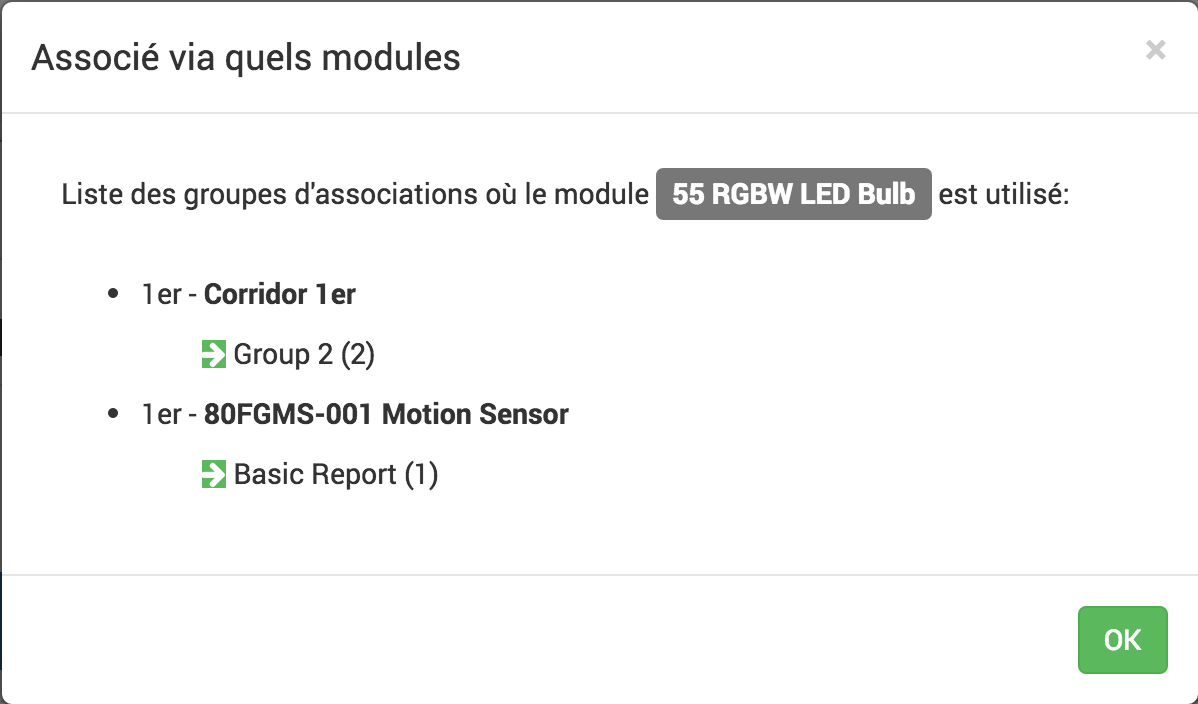 Associé via quels modules
×
Liste des groupes d'associations où le module 55 RGBW LED Bulb est utilisé:
• 1er - Corridor 1er
Group 2 (2)
• 1er - 80FGMS-001 Motion Sensor
Basic Report (1)
OK